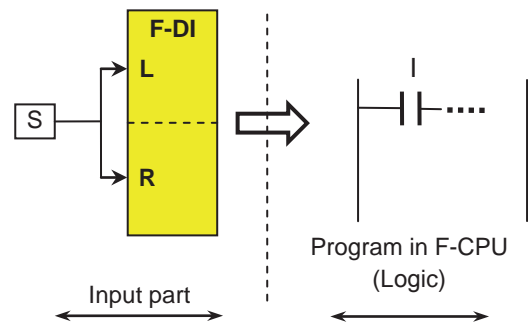 F-DI
L
S
R
I
Program in F-CPU
(Logic)
Input part